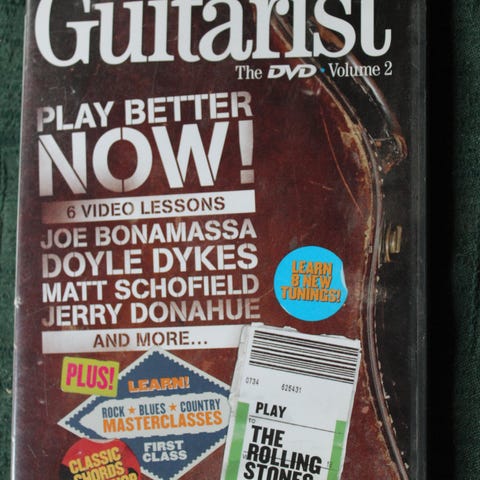 Guitarist
The DVD • Volume 2
PLAY BETTER
NOW!
6 VIDEO LESSONS
JOE BONAMASSA
DOYLE DYKES
MATT SCHOFIELD
JERRY DONAHUE
AND MORE...
LEARN
8 NEW
TUNINGS!
PLUS!
LEARN!
ROCK ★ BLUES ★ COUNTRY
MASTERCLASSES
FIRST
CLASS
CLASSIC
CHORDS
0734 626431
PLAY
TO
THE
ROLLING
STONES